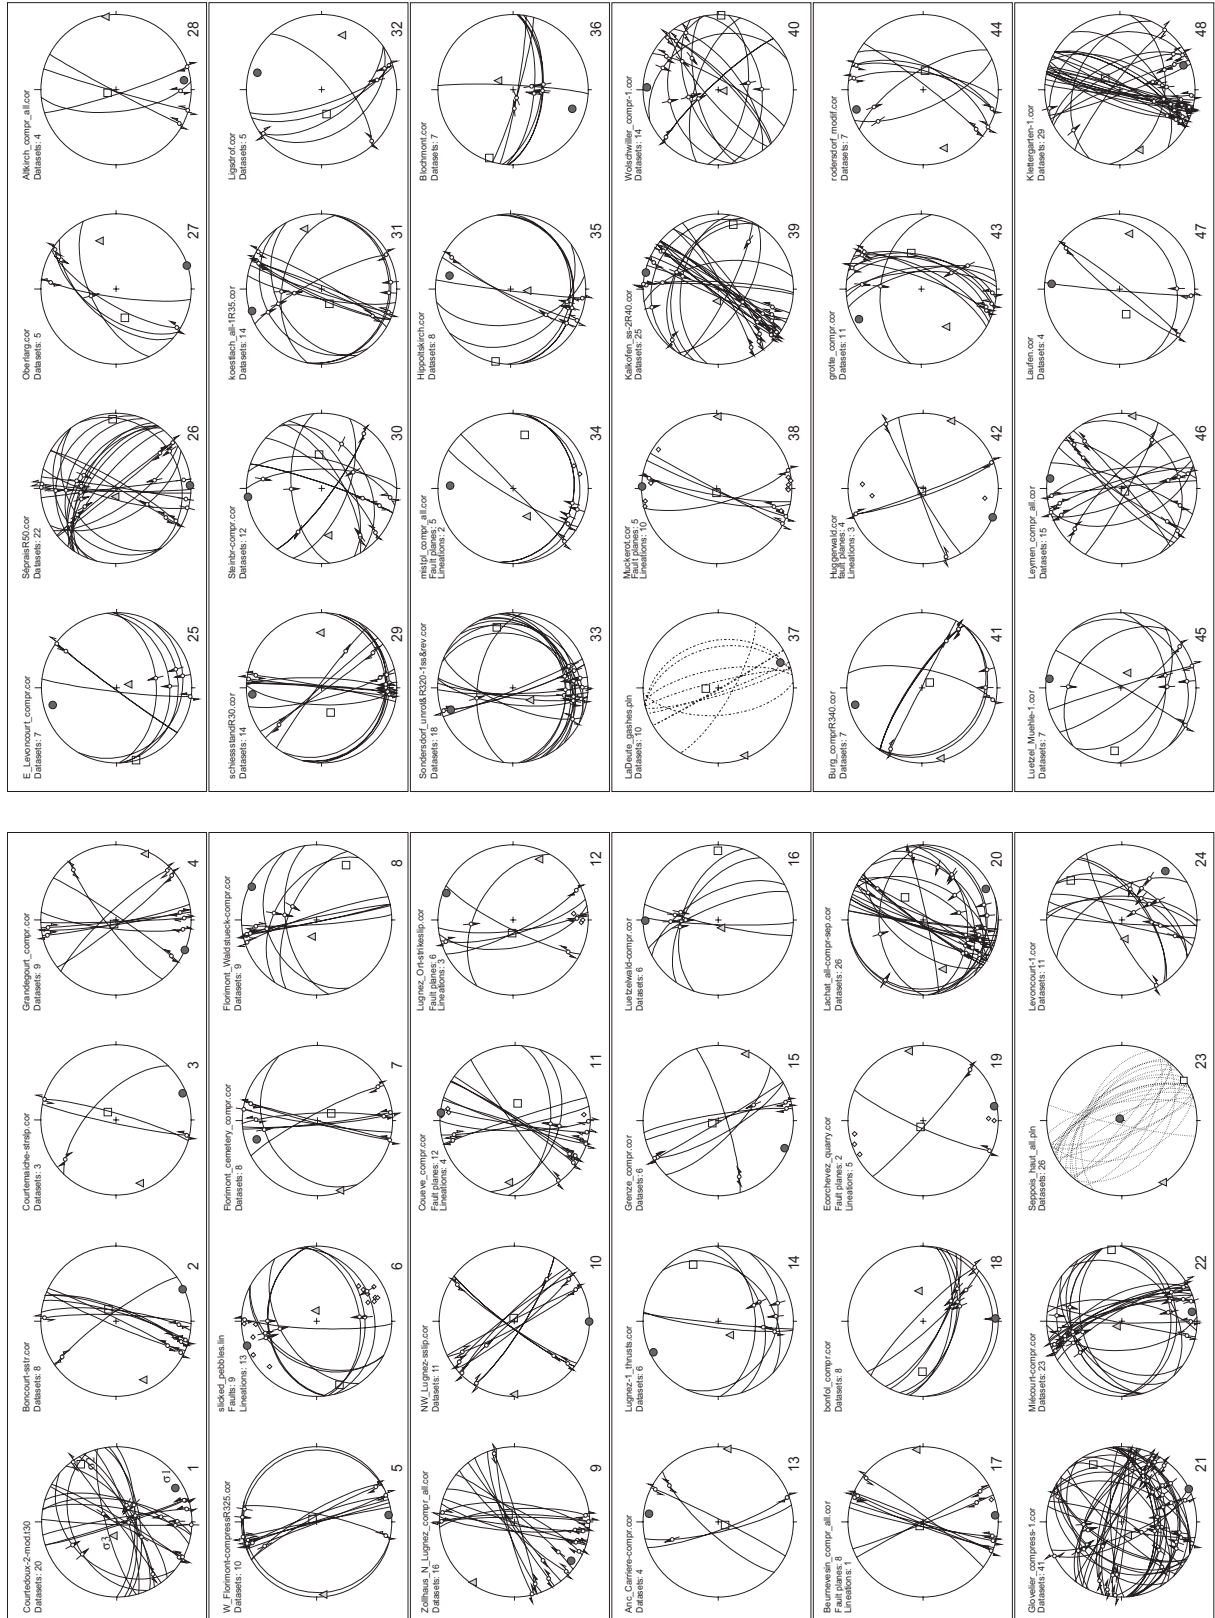 Courtedoux-2-mod.l30
Datasets: 20
σ3
σ1
1
Boncourt-sstr.cor
Datasets: 8
2
Courtemaîche-strslp.cor
Datasets: 3
3
Grandegourt_compr.cor
Datasets: 9
4
W_Florimont-compressR325.cor
Datasets: 10
5
slicked_pebbles.lin
Faults: 9
Lineations: 13
6
Florimont_cemetery_compr.cor
Datasets: 8
7
Florimont_Waldstueck-compr.cor
Datasets: 9
8
Zollhaus_N_Lugnez_compr_all.cor
Datasets: 16
9
NW_Lugnez-sslip.cor
Datasets: 11
10
Coueve_compr.cor
Fault planes: 12
Lineations: 4
11
Lugnez_Ort-strikeslip.cor
Fault planes: 6
Lineations: 3
12
Anc_Carriere-compr.cor
Datasets: 4
13
Lugnez-1_thrusts.cor
Datasets: 6
14
Grenze_compr.cor
Datasets: 6
15
Luetzelwald-compr.cor
Datasets: 6
16
Beurnevesin_compr_all.cor
Fault planes: 8
Lineations: 1
17
bonfol_compr.cor
Datasets: 8
18
Ecorchevez_quarry.cor
Fault planes: 2
Lineations: 5
19
Lachat_all-compr-sep.cor
Datasets: 26
20
Glovelier_compress-1.cor
Datasets: 41
21
Miécourt-compr.cor
Datasets: 23
22
Seppois_haut_all.pln
Datasets: 26
23
Levoncourt-1.cor
Datasets: 11
24
E_Levoncourt_compr.cor
Datasets: 7
25
SépraisR50.cor
Datasets: 22
26
Oberlarg.cor
Datasets: 5
27
Altkirch_compr_all.cor
Datasets: 4
28
schiessstandR30.cor
Datasets: 14
29
Steinbr-compr.cor
Datasets: 12
30
koestlach_all-1R35.cor
Datasets: 14
31
Ligsdrof.cor
Datasets: 5
32
Sondersdorf_unrot&R320-1ss&rev.cor
Datasets: 18
33
mistpl_compr_all.cor
Fault planes: 5
Lineations: 2
34
Hippoltskirch.cor
Datasets: 8
35
Blochmont.cor
Datasets: 7
36
LaDeute_gashes.pln
Datasets: 10
37
Muckerot.cor
Fault planes: 5
Lineations: 10
38
Kalkofen_ss-2R40.cor
Datasets: 25
39
Wolschwiller_compr-1.cor
Datasets: 14
40
Burg_comprR340.cor
Datasets: 7
41
Huggerwald.cor
fault planes: 4
Lineations: 3
42
grotte_compr.cor
Datasets: 11
43
rodersdorf_modif.cor
Datasets: 7
44
Luetzel_Muehle-1.cor
Datasets: 7
45
Leymen_compr_all.cor
Datasets: 15
46
Laufen.cor
Datasets: 4
47
Klettergarten-1.cor
Datasets: 29
48